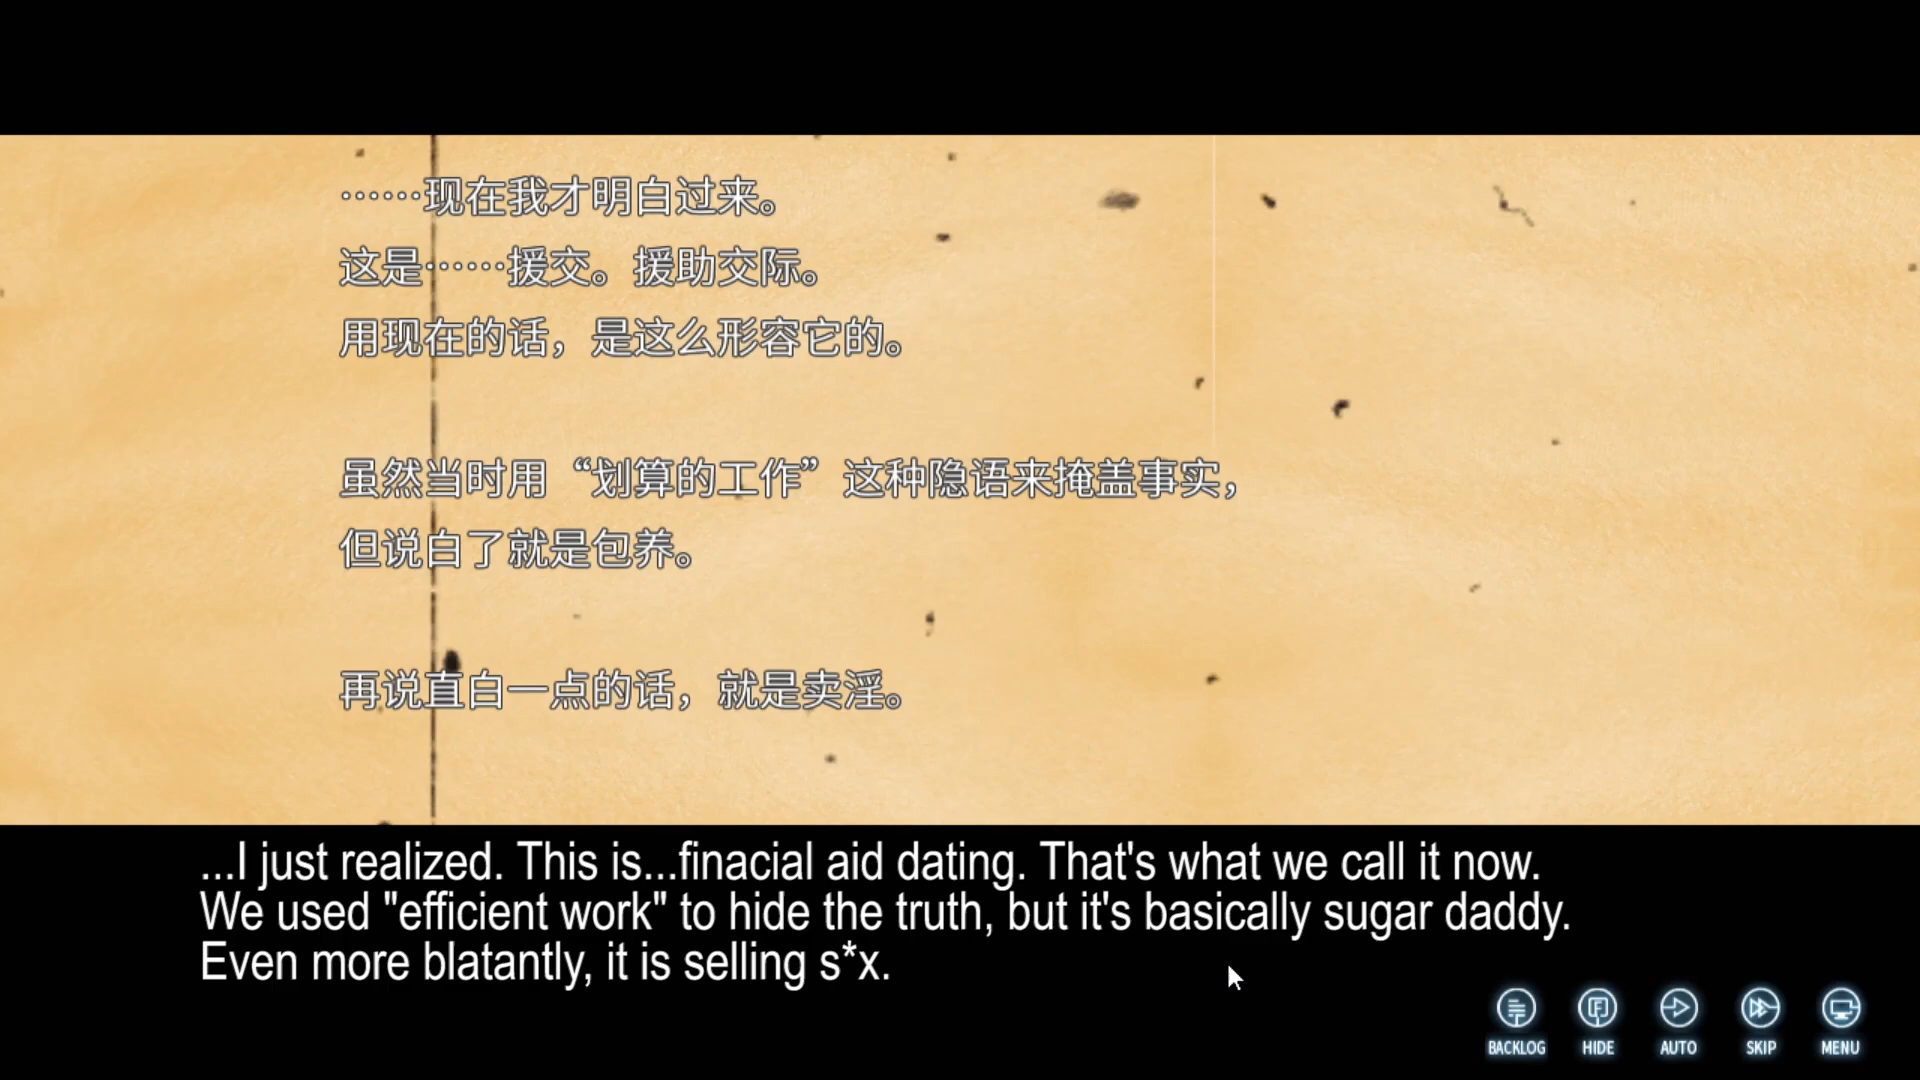 ……现在我才明白过来。
这是……援交。援助交际。
用现在的话，是这么形容它的。
虽然当时用“划算的工作”这种隐语来掩盖事实，
但说白了就是包养。
再说直白一点的话，就是卖淫。
...I just realized. This is...finacial aid dating. That's what we call it now.
We used "efficient work" to hide the truth, but it's basically sugar daddy.
Even more blatantly, it is selling s*x.
BACKLOG HIDE AUTO SKIP MENU